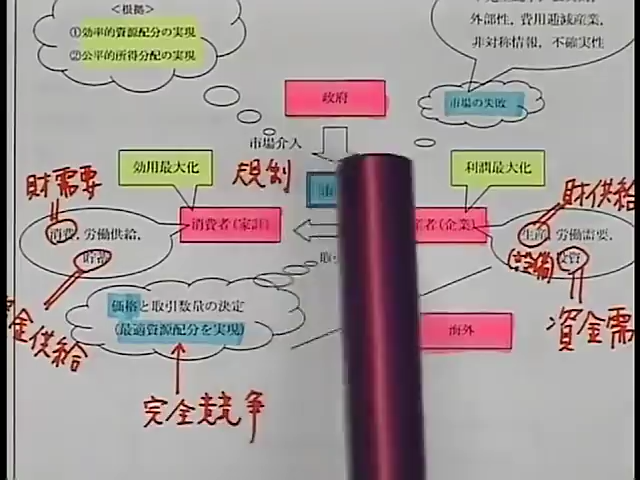 <根拠>
①効率的資源配分の実現
②公平的所得分配の実現
外部性, 費用逓減産業,
非対称情報, 不確実性
政府
市場の失敗
市場介入
規制
効用最大化
利潤最大化
財需要
財供給
消費者(家計)
産者(企業)
消費, 労働供給,
貯蓄
生産, 労働需要,
(設備)投資
価格と取引数量の決定
(最適資源配分を実現)
海外
金供給
資金需
完全競争